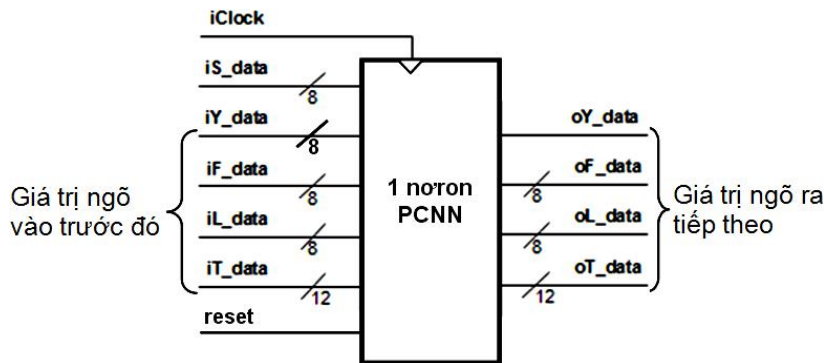 iClock
iS_data
8
iY_data
8
iF_data
8
iL_data
8
iT_data
12
reset
Giá trị ngõ
vào trước đó
1 nơron
PCNN
oY_data
oF_data
8
oL_data
8
oT_data
12
Giá trị ngõ ra
tiếp theo